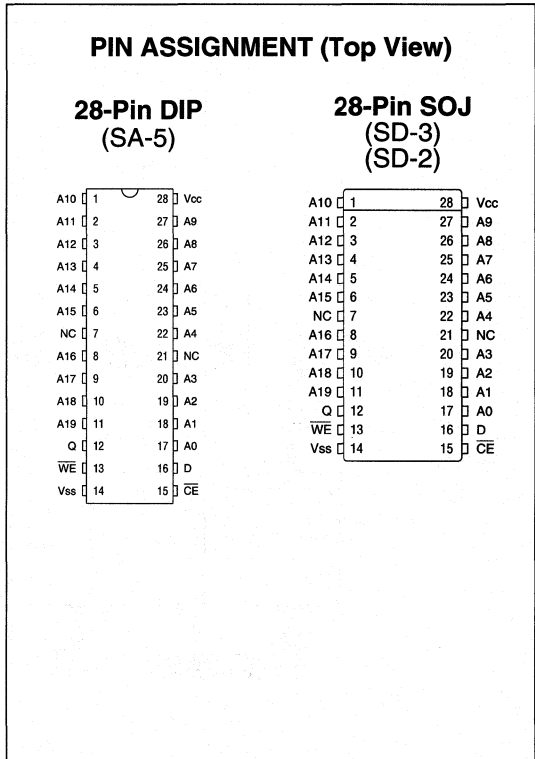 PIN ASSIGNMENT (Top View)
28-Pin DIP
(SA-5)
A10 1 28 Vcc
A11 2 27 A9
A12 3 26 A8
A13 4 25 A7
A14 5 24 A6
A15 6 23 A5
NC 7 22 A4
A16 8 21 NC
A17 9 20 A3
A18 10 19 A2
A19 11 18 A1
Q 12 17 A0
W̅E̅ 13 16 D
Vss 14 15 C̅E̅
28-Pin SOJ
(SD-3)
(SD-2)
A10 1 28 Vcc
A11 2 27 A9
A12 3 26 A8
A13 4 25 A7
A14 5 24 A6
A15 6 23 A5
NC 7 22 A4
A16 8 21 NC
A17 9 20 A3
A18 10 19 A2
A19 11 18 A1
Q 12 17 A0
W̅E̅ 13 16 D
Vss 14 15 C̅E̅